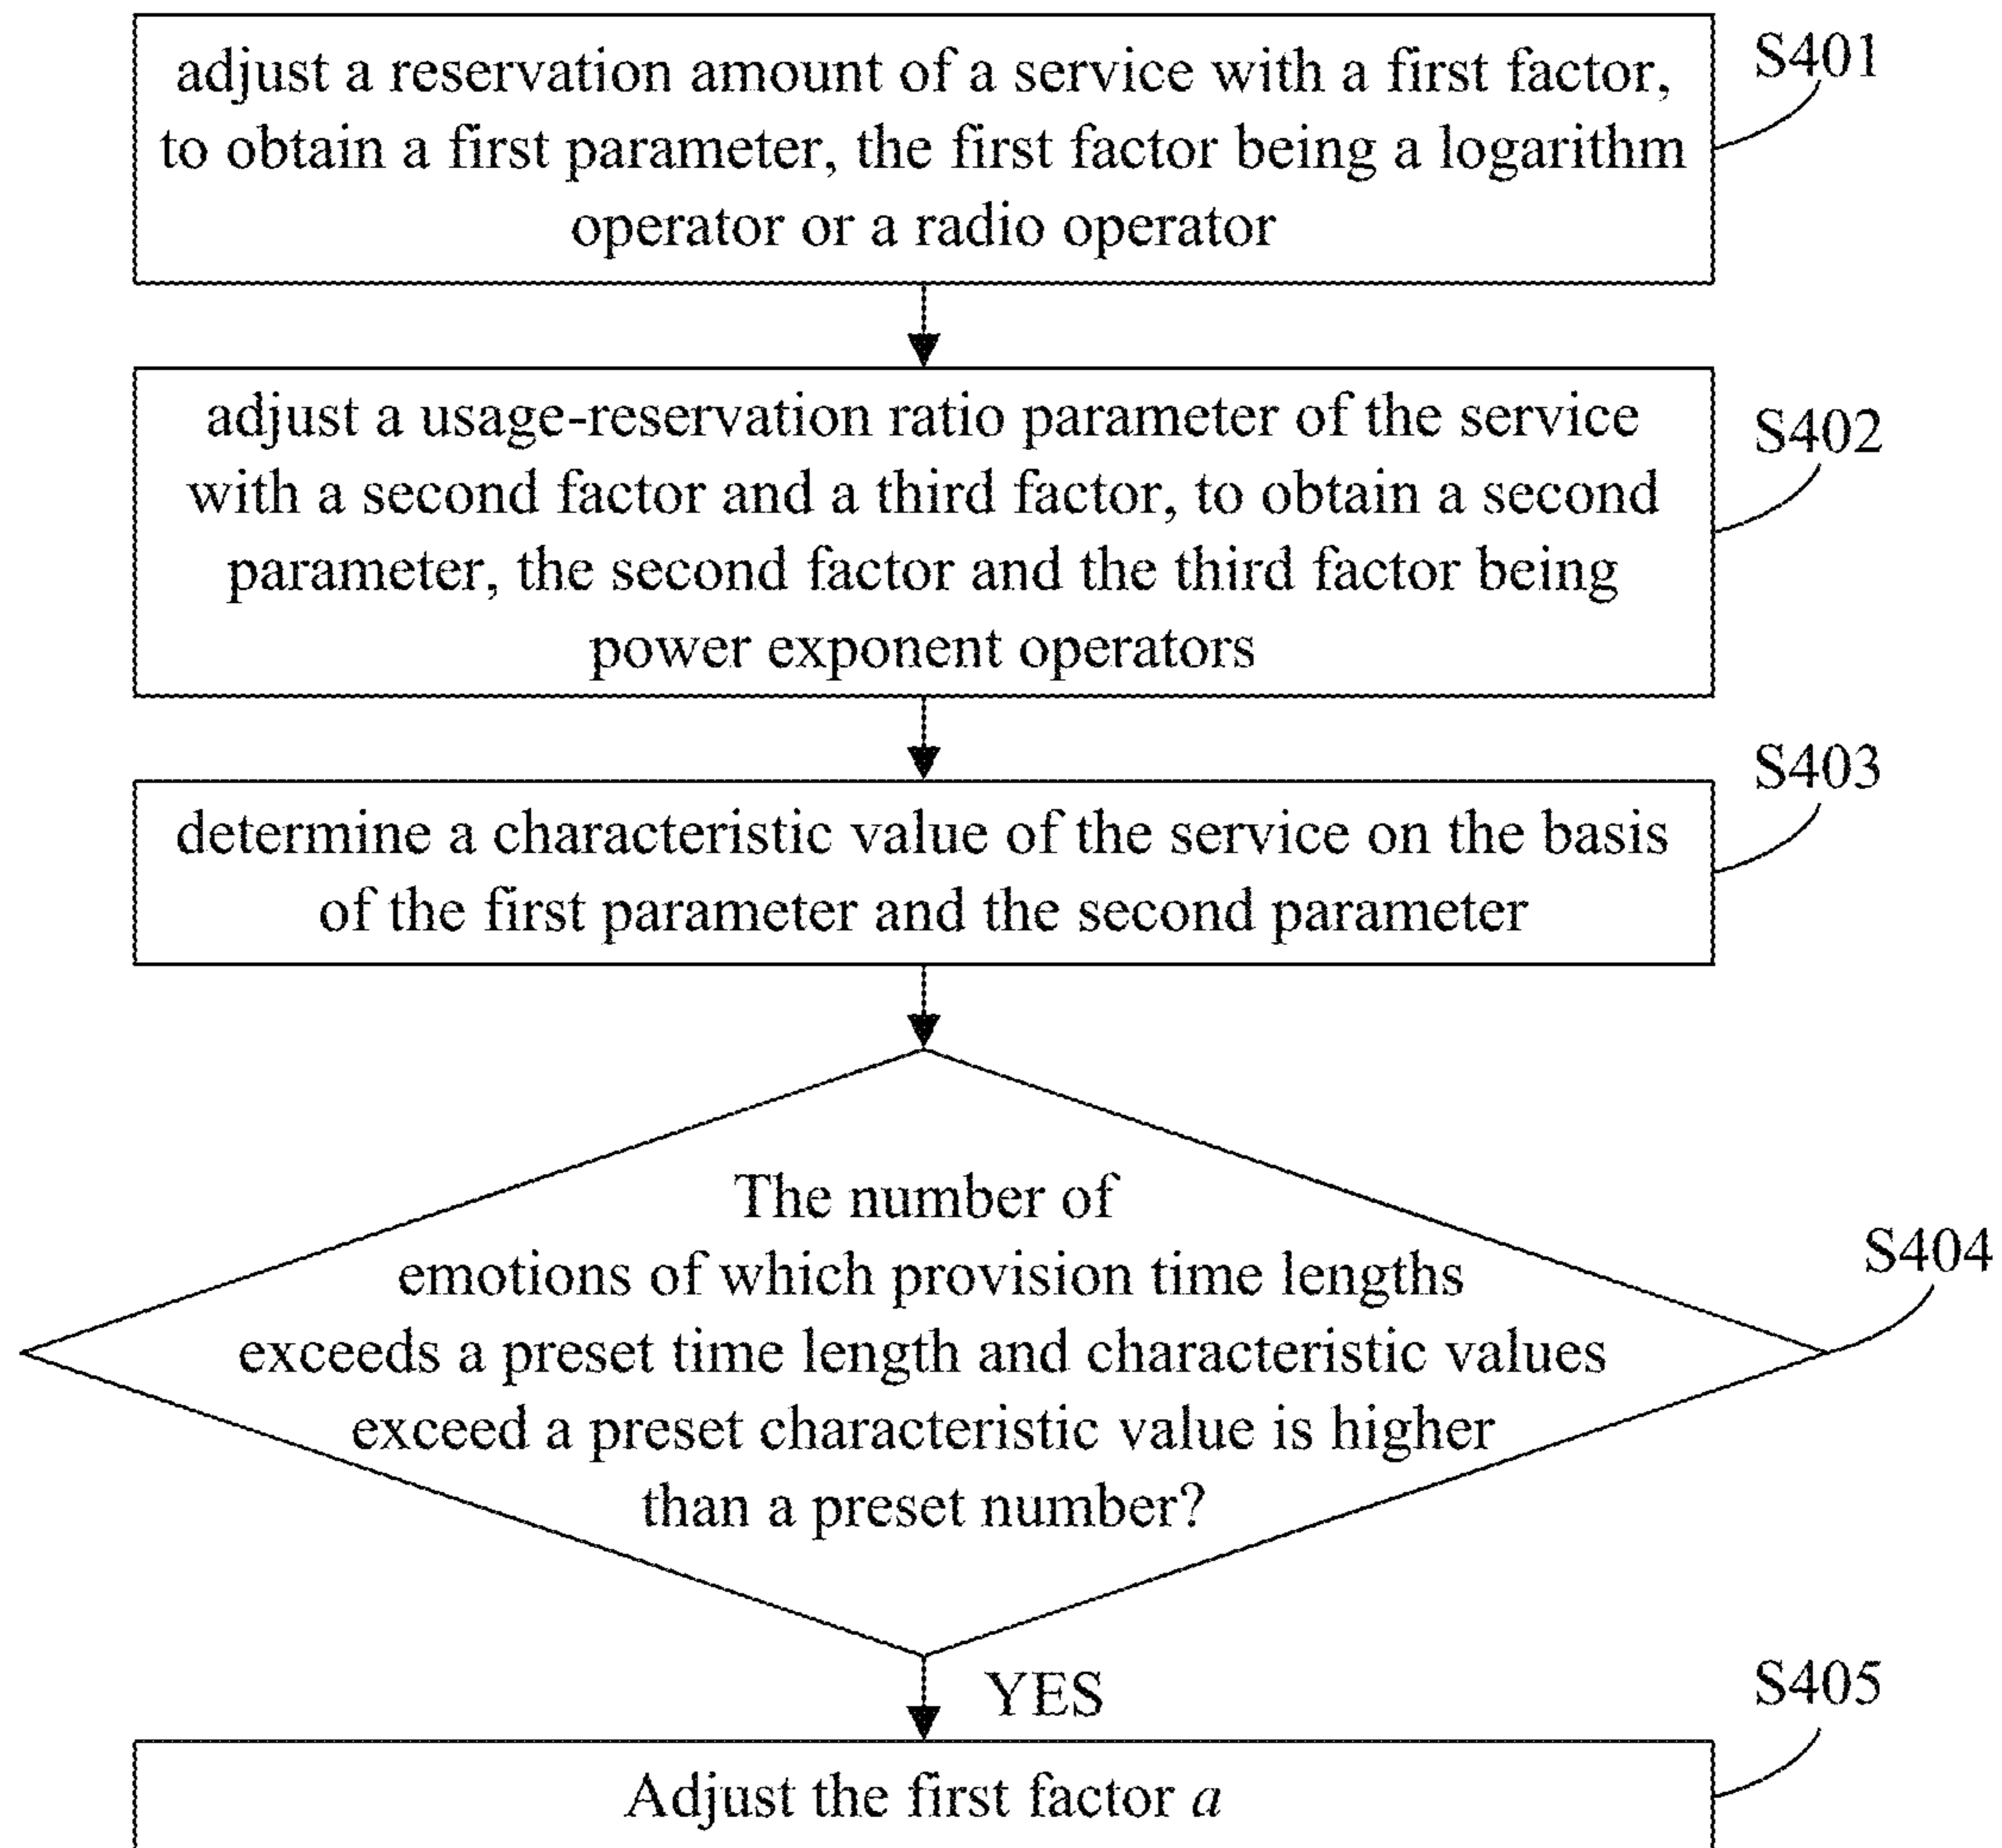 adjust a reservation amount of a service with a first factor,
to obtain a first parameter, the first factor being a logarithm
operator or a radio operator
S401
adjust a usage-reservation ratio parameter of the service
with a second factor and a third factor, to obtain a second
parameter, the second factor and the third factor being
power exponent operators
S402
determine a characteristic value of the service on the basis
of the first parameter and the second parameter
S403
The number of
emotions of which provision time lengths
exceeds a preset time length and characteristic values
exceed a preset characteristic value is higher
than a preset number?
S404
YES
Adjust the first factor a
S405